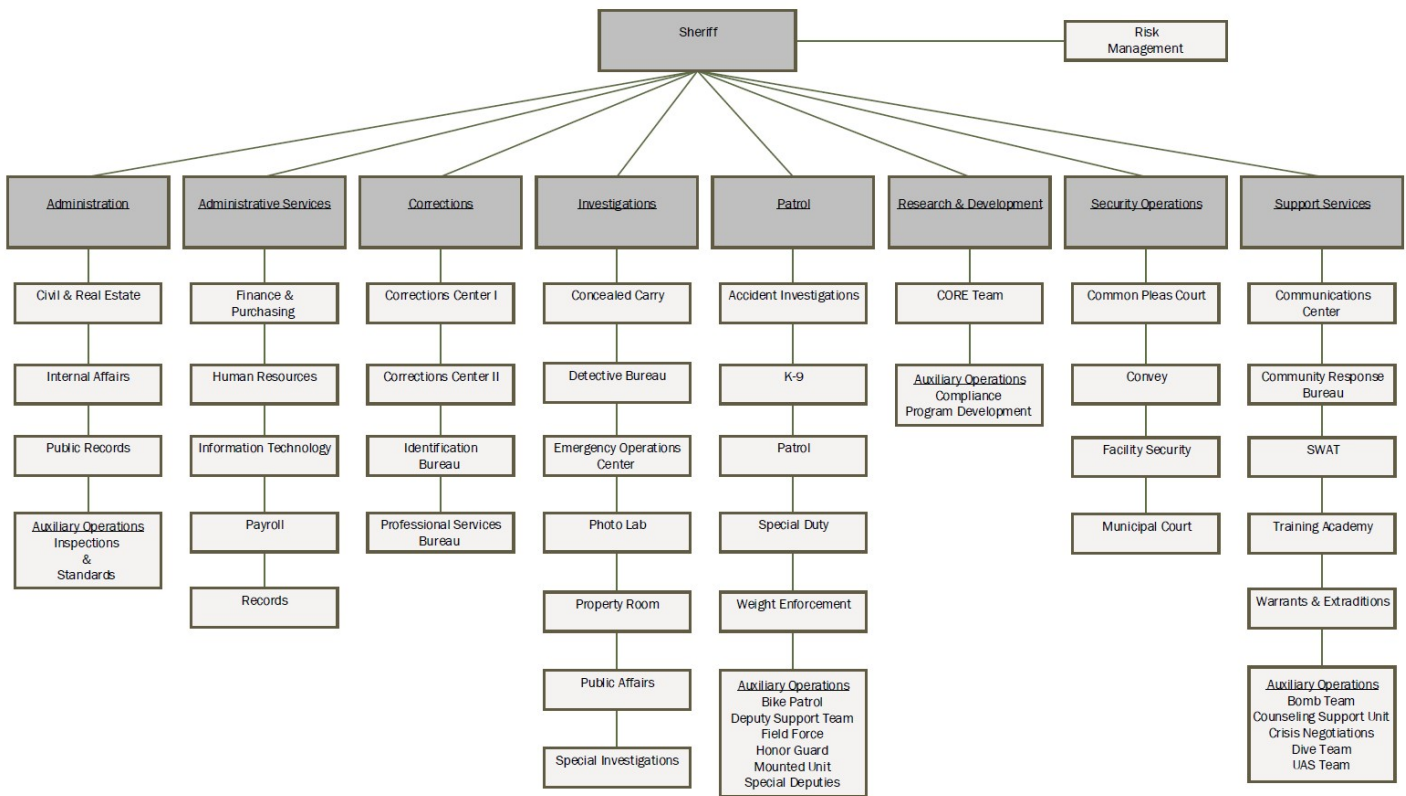 Sheriff
Risk
Management
Administration
Administrative Services
Corrections
Investigations
Patrol
Research & Development
Security Operations
Support Services
Civil & Real Estate
Internal Affairs
Public Records
Auxiliary Operations
Inspections
&
Standards
Finance &
Purchasing
Human Resources
Information Technology
Payroll
Records
Corrections Center I
Corrections Center II
Identification
Bureau
Professional Services
Bureau
Concealed Carry
Detective Bureau
Emergency Operations
Center
Photo Lab
Property Room
Public Affairs
Special Investigations
Accident Investigations
K-9
Patrol
Special Duty
Weight Enforcement
Auxiliary Operations
Bike Patrol
Deputy Support Team
Field Force
Honor Guard
Mounted Unit
Special Deputies
CORE Team
Auxiliary Operations
Compliance
Program Development
Common Pleas Court
Convey
Facility Security
Municipal Court
Communications
Center
Community Response
Bureau
SWAT
Training Academy
Warrants & Extraditions
Auxiliary Operations
Bomb Team
Counseling Support Unit
Crisis Negotiations
Dive Team
UAS Team